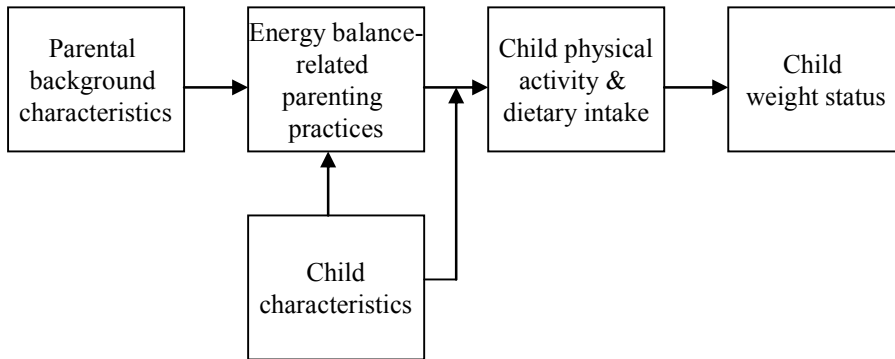 Parental
background
characteristics
Energy balance-
related
parenting
practices
Child physical
activity &
dietary intake
Child
weight status
Child
characteristics